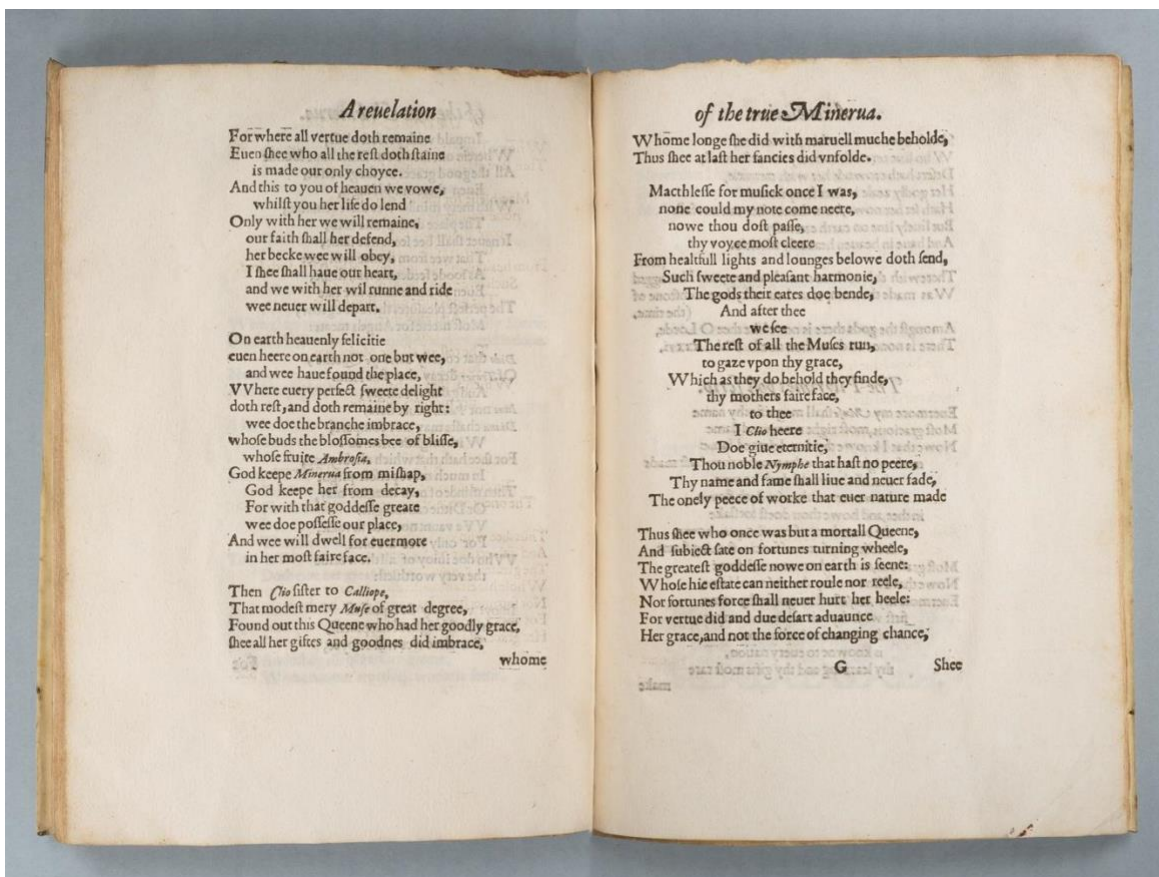 A reuelation
For where all vertue doth remaine
Euen shee who all the rest doth staine
is made our only choyce.
And this to you of heauen we vowe,
whilst you her life do lend
Only with her we will remaine,
our faith shall her defend,
her becke wee will obey,
I shee shall haue our heart,
and we with her wil runne and ride
wee neuer will depart.
On earth heauenly felicitie
euen heere on earth not one but wee,
and wee haue found the place,
VVhere euery perfect sweete delight
doth rest, and doth remaine by right:
wee doe the branche imbrace,
whose buds the blossomes bee of blisse,
whose fruite Ambrosia,
God keepe Minerua from mishap,
God keepe her from decay,
For with that goddesse greate
wee doe possesse our place,
And wee will dwell for euermore
in her most faire face.
Then Clio sister to Calliope,
That modest mery Muse of great degree,
Found out this Queene who had her goodly grace,
shee all her giftes and goodnes did imbrace,
whome
of the true Minerua.
Whome longe she did with maruell muche beholde,
Thus shee at last her fancies did vnfolde.
Macthlesse for musick once I was,
none could my note come neere,
nowe thou dost passe,
thy voyce most cleere
From healtfull lights and lounges belowe doth send,
Such sweete and pleasant harmonie,
The gods their eares doe bende,
And after thee
we see
The rest of all the Muses run,
to gaze vpon thy grace,
Which as they do behold they finde,
thy mothers faire face,
to thee
I Clio heere
Doe giue eternitie,
Thou noble Nymphe that hast no peere,
Thy name and fame shall liue and neuer fade,
The onely peece of worke that euer nature made
Thus shee who once was but a mortall Queene,
And subiect sate on fortunes turning wheele,
The greatest goddesse nowe on earth is seene:
Whose hie estate can neither roule nor reele,
Nor fortunes force shall neuer hurt her heele:
For vertue did and due desart aduaunce
Her grace, and not the force of changing chance,
G Shee